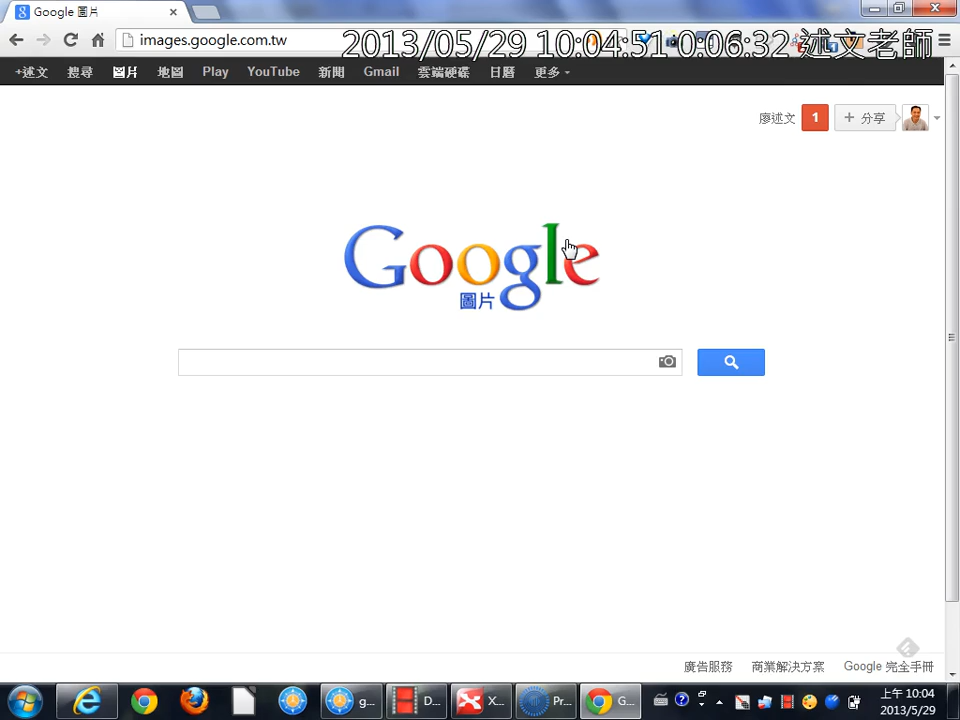 Google 圖片
images.google.com.tw
2013/05/29 10:04:51 0:06:32 述文老師
+述文 搜尋 圖片 地圖 Play YouTube 新聞 Gmail 雲端硬碟 日曆 更多
廖述文 1 + 分享
Google
圖片
廣告服務 商業解決方案 Google 完全手冊
g... D... X... Pr... G...
上午 10:04
2013/5/29